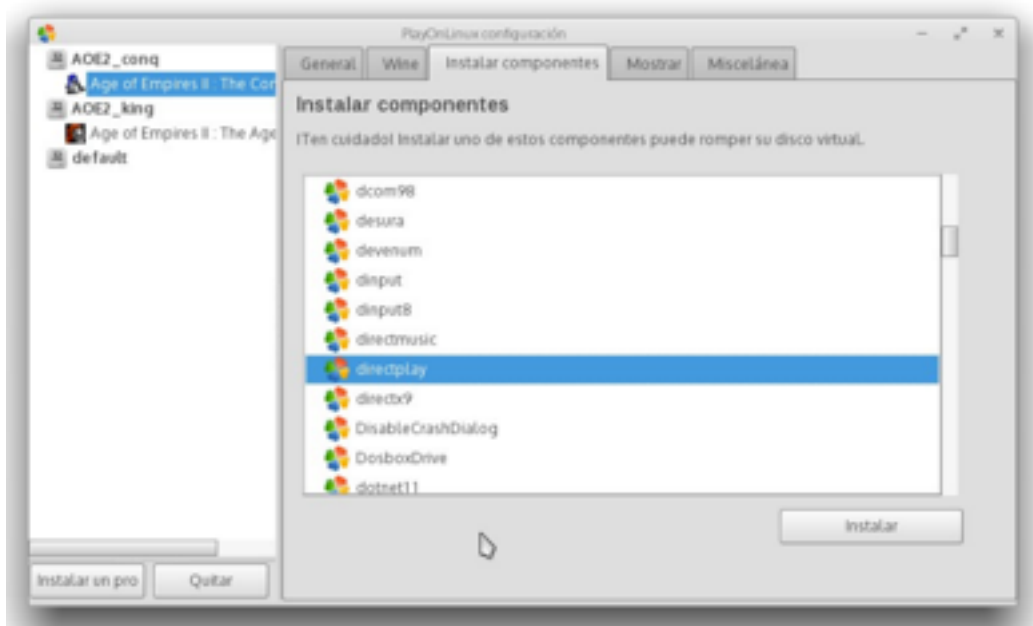 PlayOnLinux configuración
AOE2_conq
Age of Empires II : The Con
AOE2_king
Age of Empires II : The Age
default
Instalar un pro
Quitar
General
Wine
Instalar componentes
Mostrar
Miscelánea
Instalar componentes
¡Ten cuidado! Instalar uno de estos componentes puede romper su disco virtual.
dcom98
desura
devenum
dinput
dinput8
directmusic
directplay
directx9
DisableCrashDialog
DosboxDrive
dotnet11
Instalar